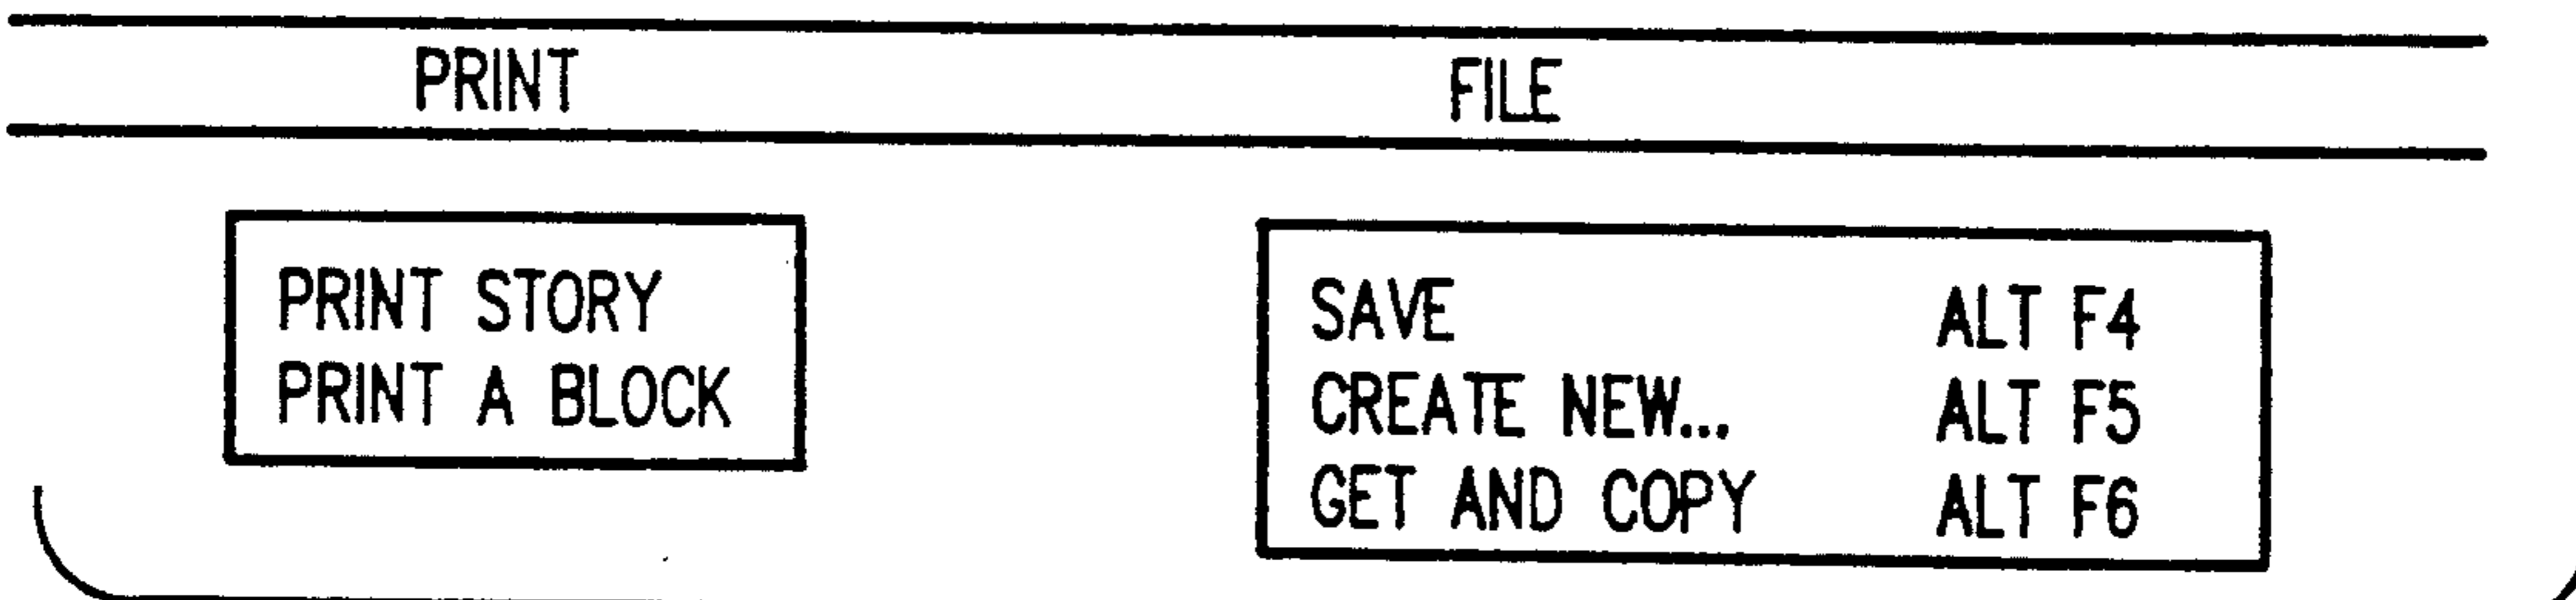 PRINT FILE
PRINT STORY
PRINT A BLOCK
SAVE ALT F4
CREATE NEW... ALT F5
GET AND COPY ALT F6